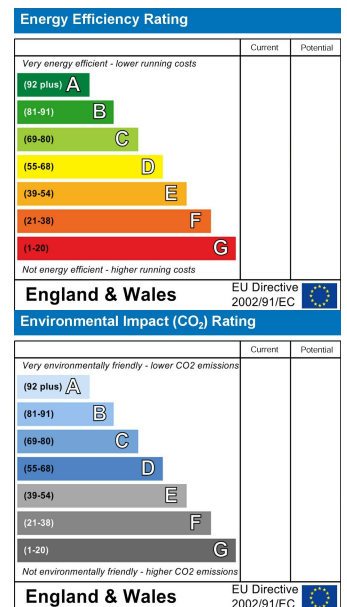 Energy Efficiency Rating
Current Potential
Very energy efficient - lower running costs
(92 plus) A
(81-91) B
(69-80) C
(55-68) D
(39-54) E
(21-38) F
(1-20) G
Not energy efficient - higher running costs
England & Wales
EU Directive
2002/91/EC
Environmental Impact (CO₂) Rating
Current Potential
Very environmentally friendly - lower CO2 emissions
(92 plus) A
(81-91) B
(69-80) C
(55-68) D
(39-54) E
(21-38) F
(1-20) G
Not environmentally friendly - higher CO2 emissions
England & Wales
EU Directive
2002/91/EC